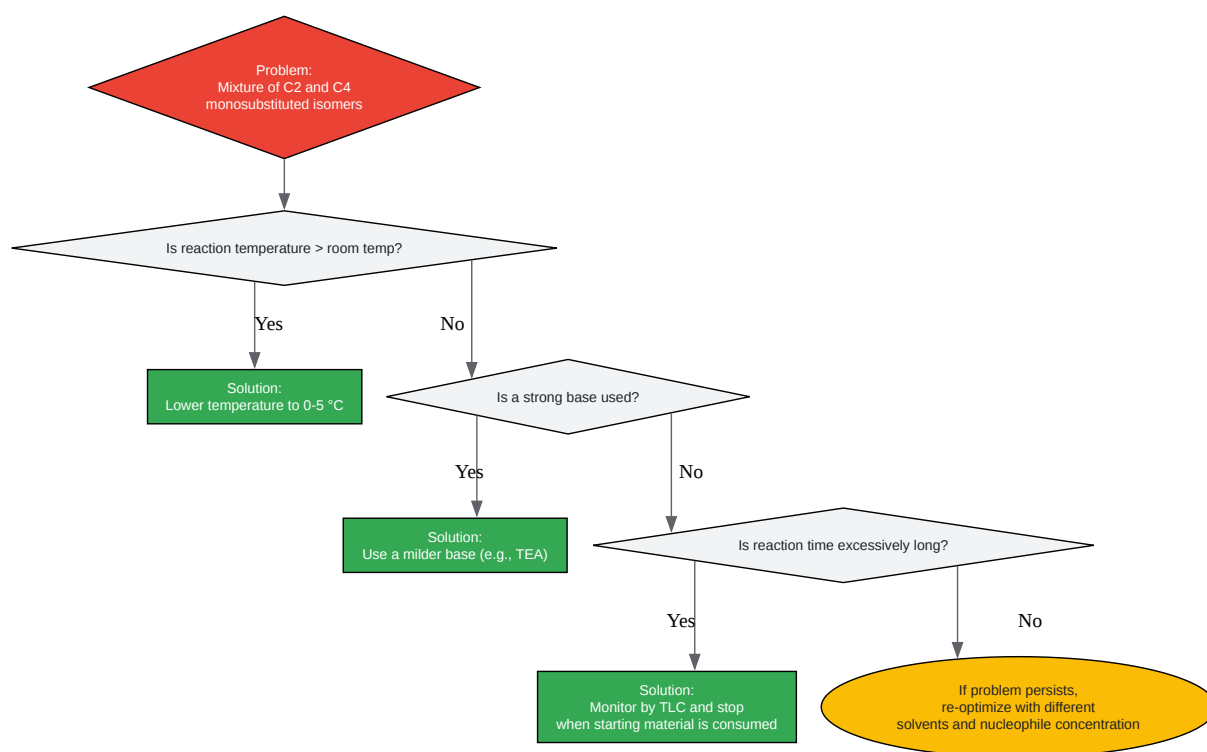 Problem:
Mixture of C2 and C4
monosubstituted isomers
Is reaction temperature > room temp?
Yes
No
Solution:
Lower temperature to 0-5 °C
Is a strong base used?
Yes
No
Solution:
Use a milder base (e.g., TEA)
Is reaction time excessively long?
Yes
No
Solution:
Monitor by TLC and stop
when starting material is consumed
If problem persists,
re-optimize with different
solvents and nucleophile concentration